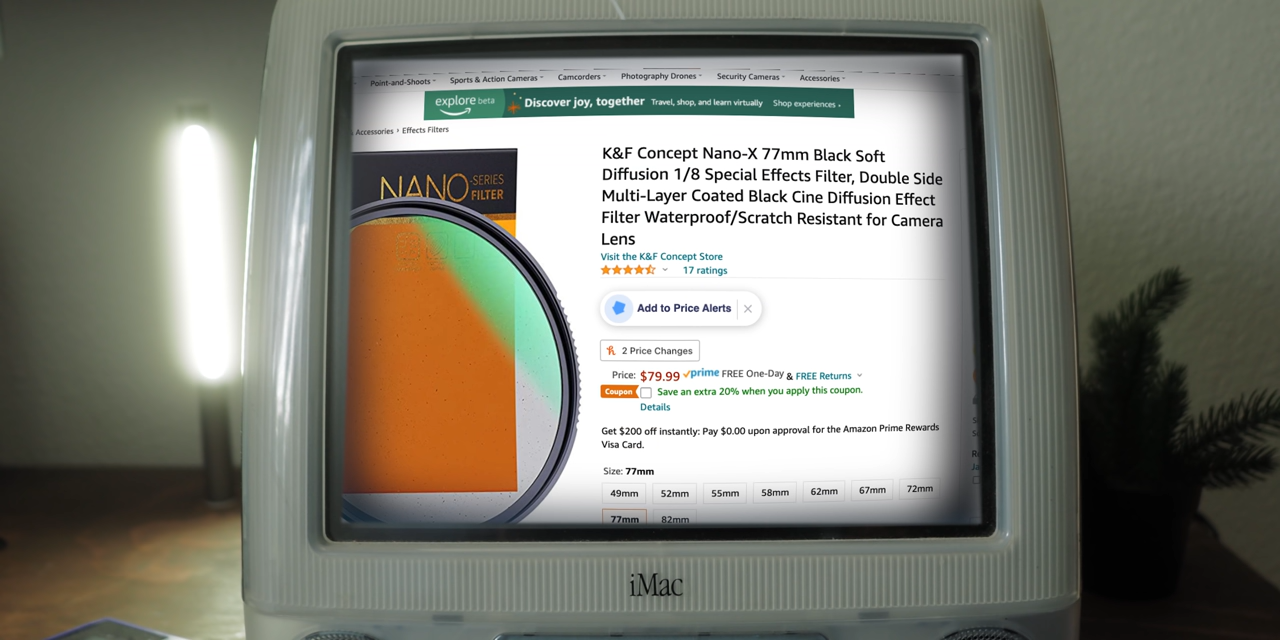 Point-and-Shoots Sports & Action Cameras Camcorders Photography Drones Security Cameras Accessories
explore beta Discover joy, together Travel, shop, and learn virtually Shop experiences
Accessories › Effects Filters
NANO-SERIES
FILTER
K&F Concept Nano-X 77mm Black Soft
Diffusion 1/8 Special Effects Filter, Double Side
Multi-Layer Coated Black Cine Diffusion Effect
Filter Waterproof/Scratch Resistant for Camera
Lens
Visit the K&F Concept Store
17 ratings
Add to Price Alerts
2 Price Changes
Price: $79.99 prime FREE One-Day & FREE Returns
Coupon Save an extra 20% when you apply this coupon.
Details
Get $200 off instantly: Pay $0.00 upon approval for the Amazon Prime Rewards
Visa Card.
Size: 77mm
49mm 52mm 55mm 58mm 62mm 67mm 72mm
77mm 82mm
iMac